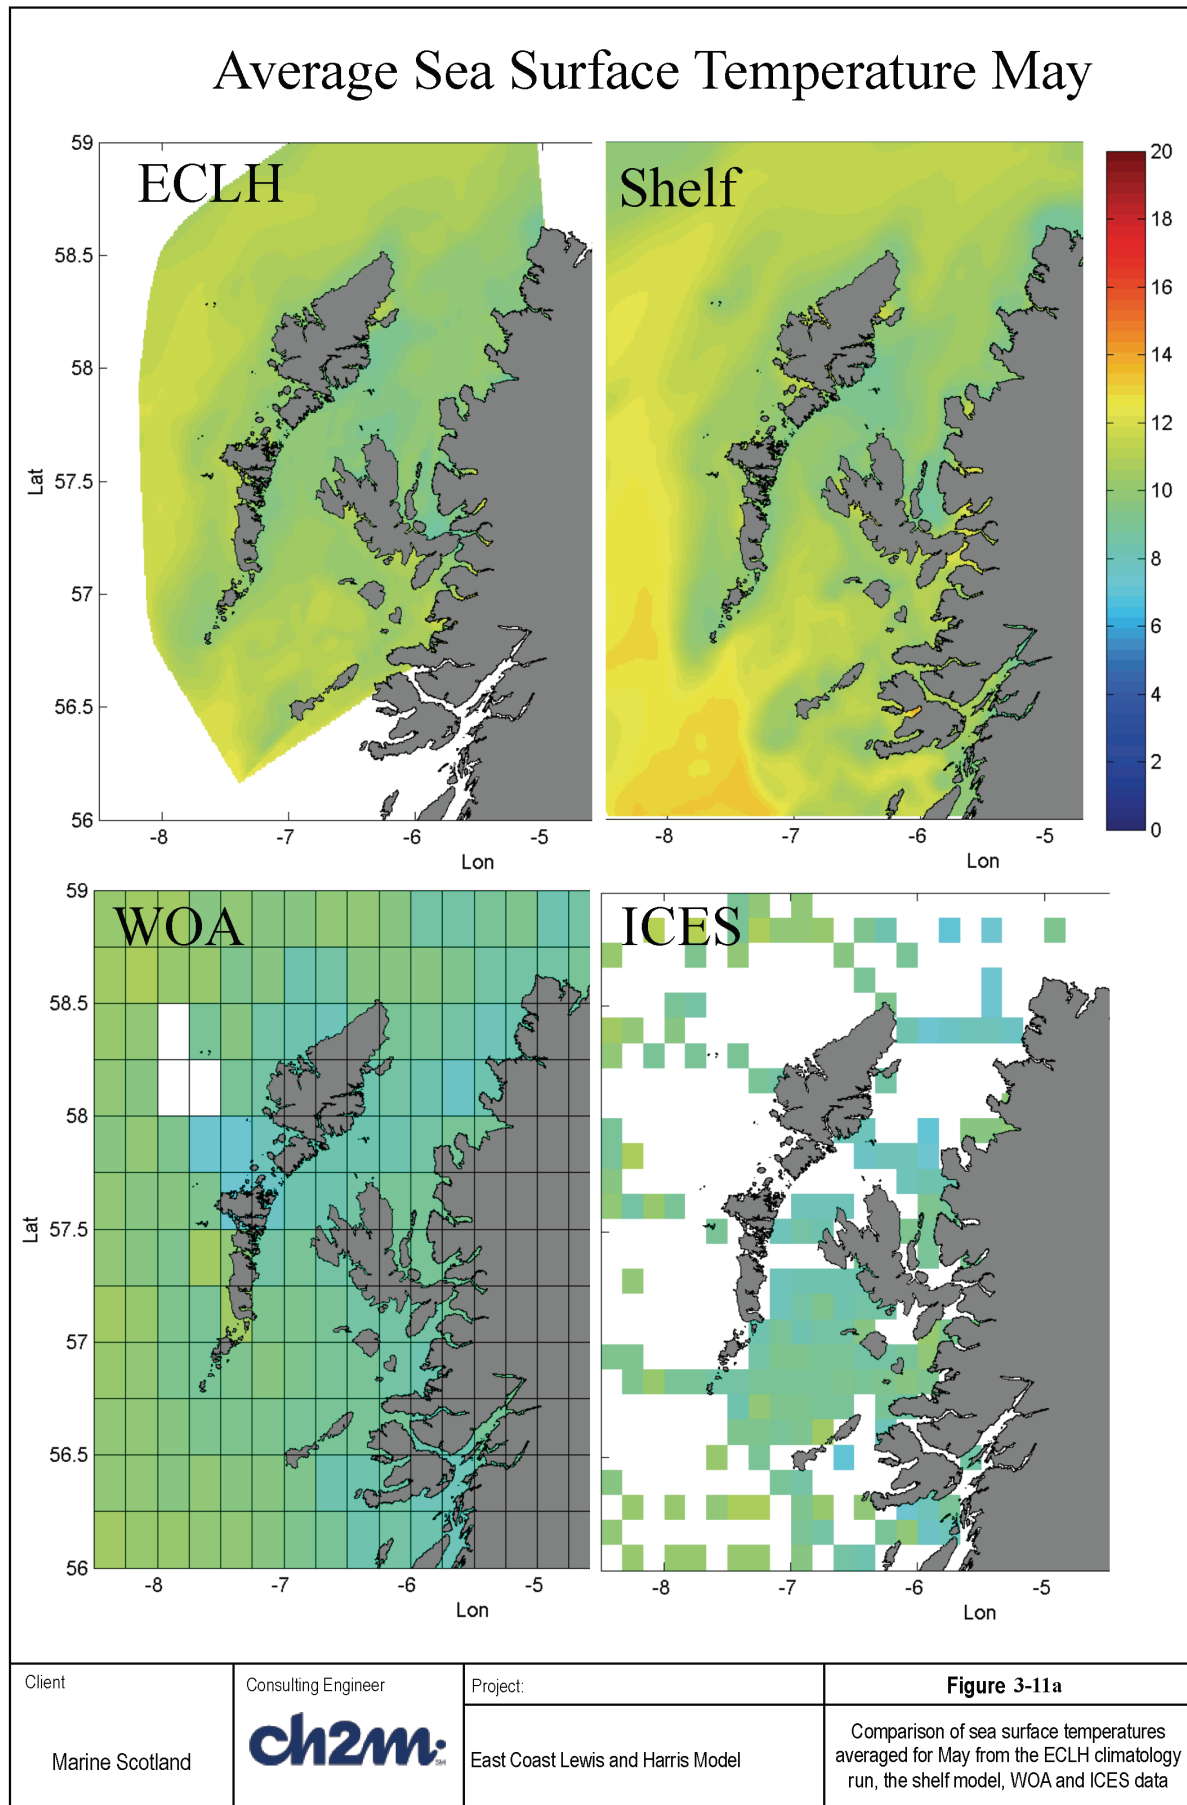 Average Sea Surface Temperature May
ECLH
Shelf
59
58.5
58
57.5
57
56.5
56
Lat
-8
-7
-6
-5
Lon
-8
-7
-6
-5
Lon
20
18
16
14
12
10
8
6
4
2
0
WOA
ICES
59
58.5
58
57.5
57
56.5
56
Lat
-8
-7
-6
-5
Lon
-8
-7
-6
-5
Lon
Client
Marine Scotland
Consulting Engineer
ch2m: SM
Project:
East Coast Lewis and Harris Model
Figure 3-11a
Comparison of sea surface temperatures
averaged for May from the ECLH climatology
run, the shelf model, WOA and ICES data